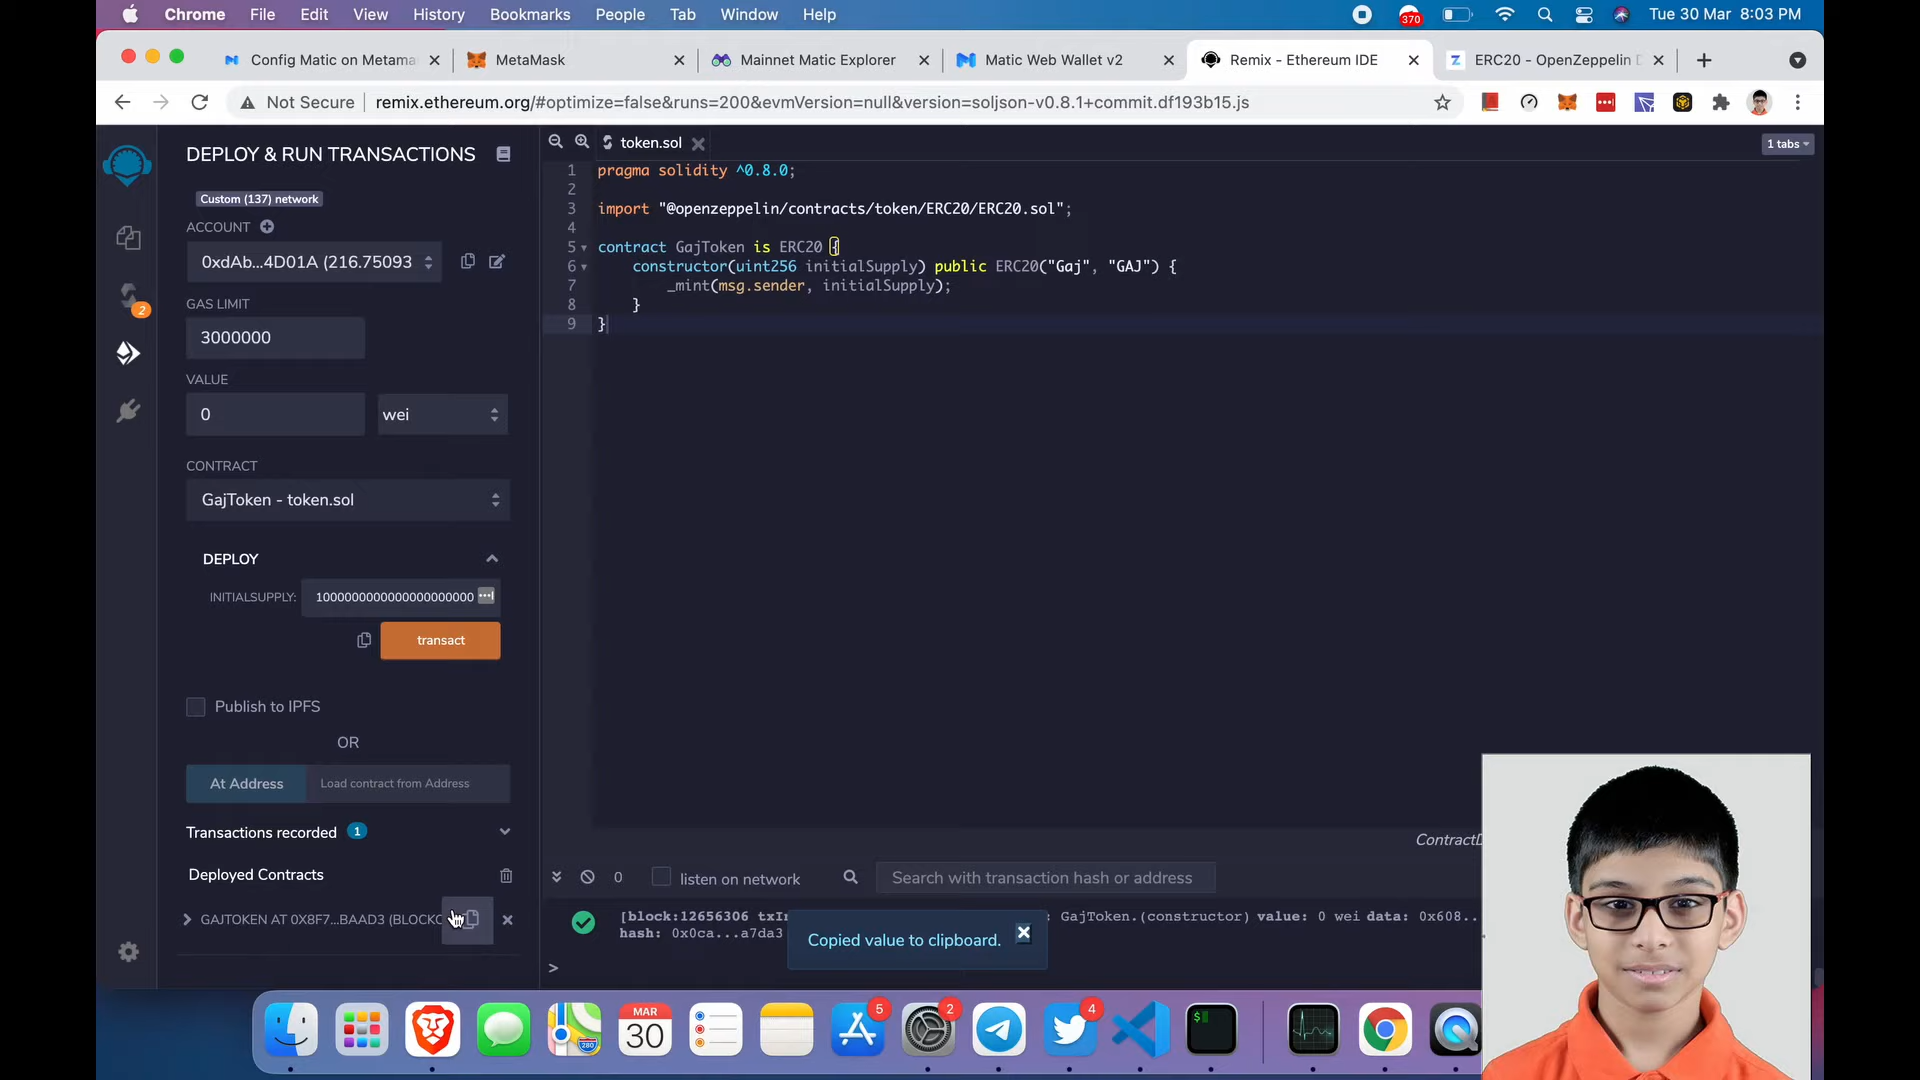 Chrome File Edit View History Bookmarks People Tab Window Help
370
Tue 30 Mar 8:03 PM
Config Matic on Metama
MetaMask
Mainnet Matic Explorer
Matic Web Wallet v2
Remix - Ethereum IDE
ERC20 - OpenZeppelin D
Not Secure
remix.ethereum.org/#optimize=false&runs=200&evmVersion=null&version=soljson-v0.8.1+commit.df193b15.js
DEPLOY & RUN TRANSACTIONS
Custom (137) network
ACCOUNT
0xdAb...4D01A (216.75093
2
GAS LIMIT
3000000
VALUE
0
wei
CONTRACT
GajToken - token.sol
DEPLOY
INITIALSUPPLY:
transact
Publish to IPFS
OR
At Address
Load contract from Address
Transactions recorded 1
Deployed Contracts
GAJTOKEN AT 0X8F7...BAAD3 (BLOCKC
token.sol
1 tabs
1 pragma solidity ^0.8.0;
2
3 import "@openzeppelin/contracts/token/ERC20/ERC20.sol";
4
5 contract GajToken is ERC20 {
6 constructor(uint256 initialSupply) public ERC20("Gaj", "GAJ") {
7 _mint(msg.sender, initialSupply);
8 }
9 }
0
listen on network
Search with transaction hash or address
[block:12656306 txIn
: GajToken.(constructor) value: 0 wei data: 0x608...
hash: 0x0ca...a7da3
Copied value to clipboard.
>
MAR
30
280
5
2
4
$